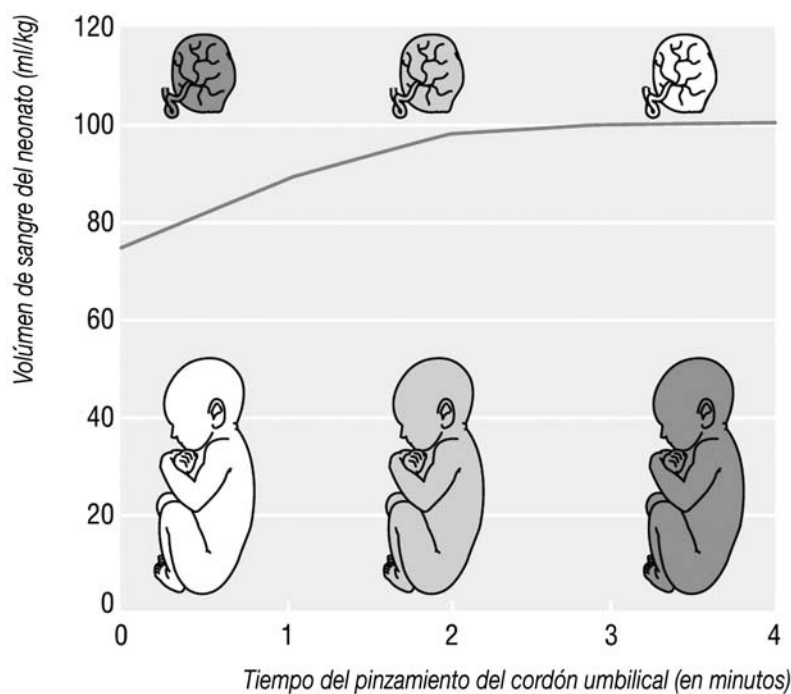 Volúmen de sangre del neonato (ml/kg)
120
100
80
60
40
20
0
0 1 2 3 4
Tiempo del pinzamiento del cordón umbilical (en minutos)